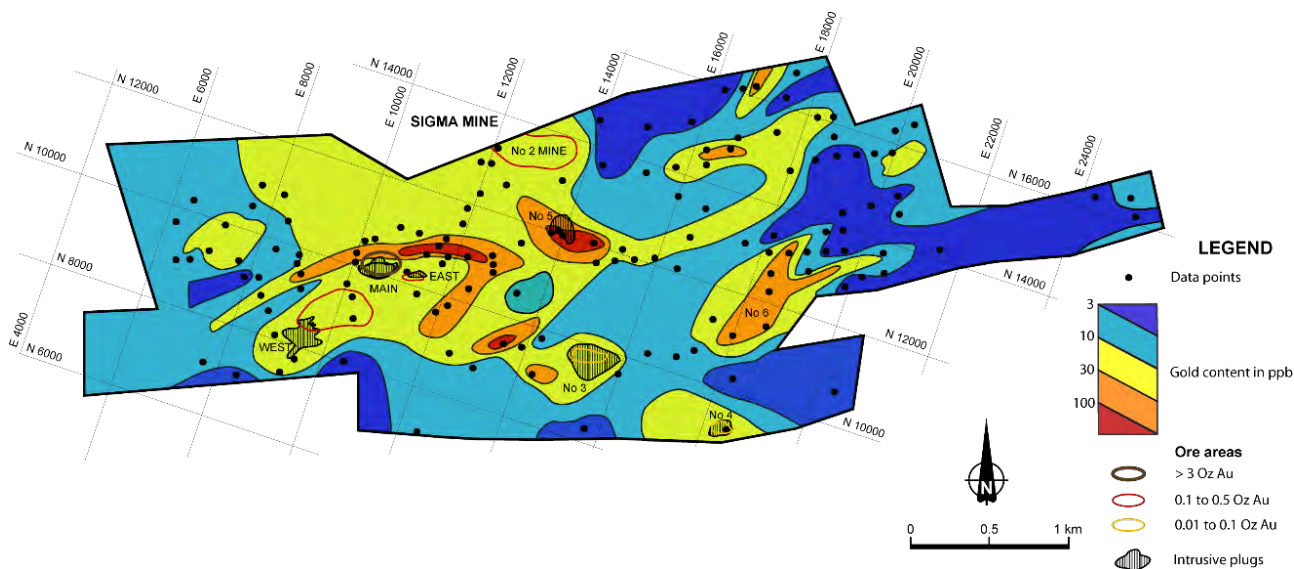 N 12000
E 6000
E 8000
N 14000
E 10000
E 12000
E 14000
E 16000
E 18000
E 20000
E 22000
E 24000
N 16000
N 10000
N 8000
E 4000
N 6000
N 14000
N 12000
N 10000
SIGMA MINE
No 2 MINE
No 5
MAIN
EAST
WEST
No 6
No 3
No 4
LEGEND
Data points
3
10
30
100
Gold content in ppb
Ore areas
> 3 Oz Au
0.1 to 0.5 Oz Au
0.01 to 0.1 Oz Au
Intrusive plugs
N
0 0.5 1 km